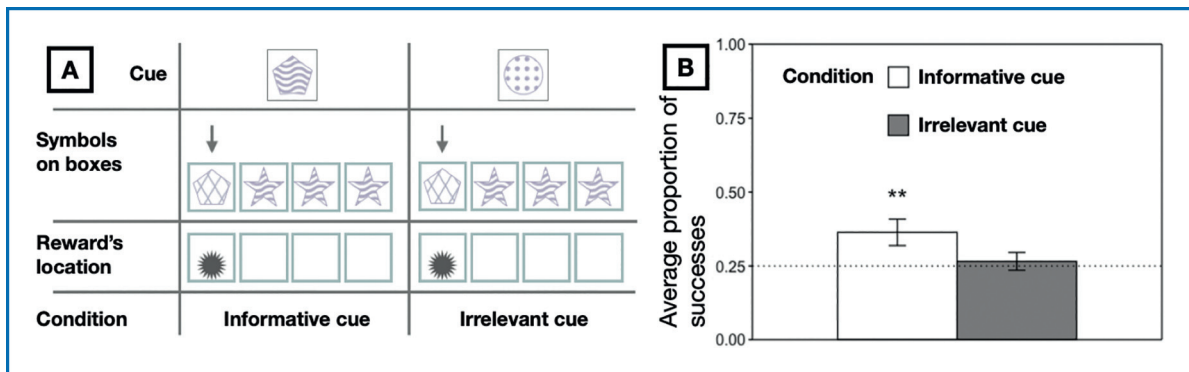 A
Cue
Symbols
on boxes
Reward's
location
Condition
Informative cue
Irrelevant cue
B
Average proportion of
successes
1.00
0.75
0.50
0.25
0.00
Condition
Informative cue
Irrelevant cue
**